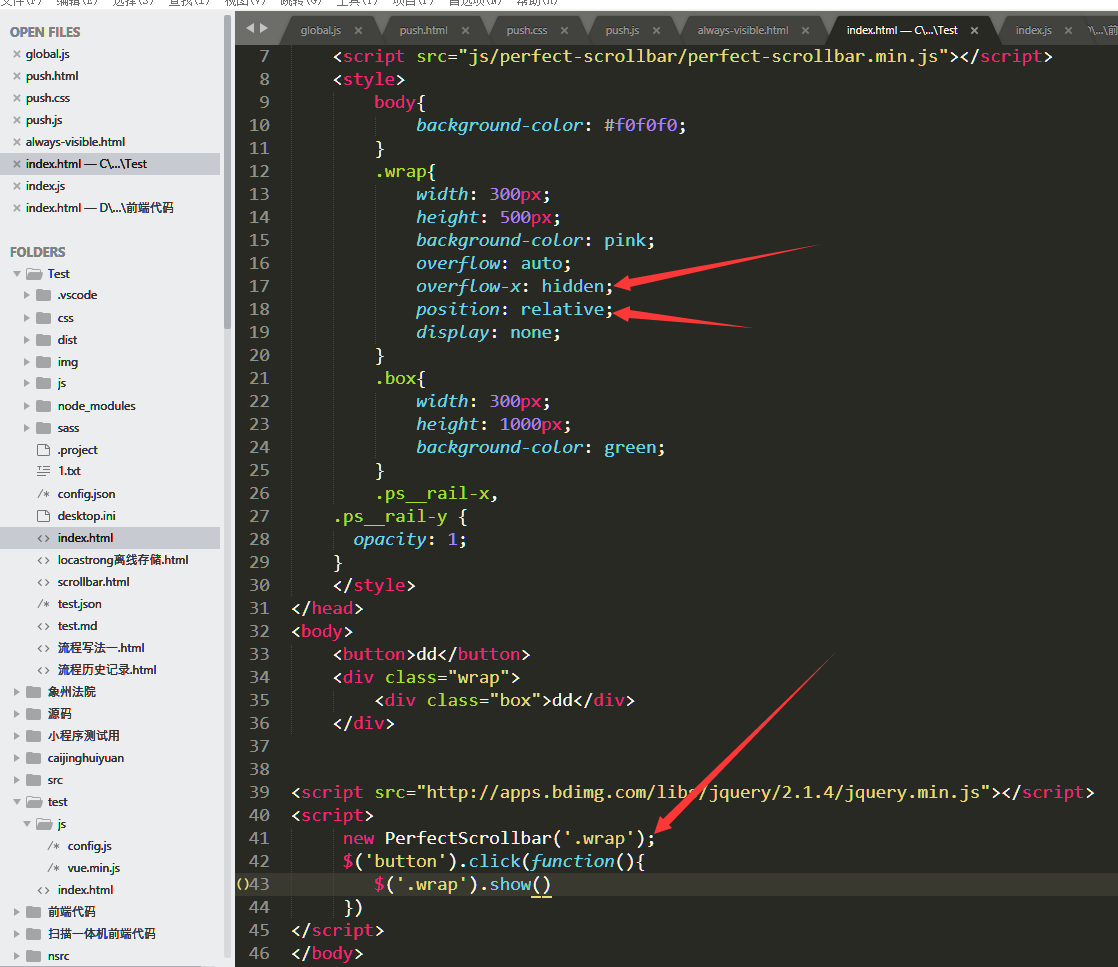 OPEN FILES
global.js
push.html
push.css
push.js
always-visible.html
index.html — C\...\Test
index.js
index.html — D\...\前端代码
FOLDERS
Test
.vscode
css
dist
img
js
node_modules
sass
.project
1.txt
/* config.json
desktop.ini
<> index.html
<> locastrong离线存储.html
<> scrollbar.html
/* test.json
<> test.md
<> 流程写法一.html
<> 流程历史记录.html
象州法院
源码
小程序测试用
caijinghuiyuan
src
test
js
/* config.js
/* vue.min.js
<> index.html
前端代码
扫描一体机前端代码
nsrc
global.js × push.html × push.css × push.js × always-visible.html × index.html — C\...\Test × index.js ×
7 <script src="js/perfect-scrollbar/perfect-scrollbar.min.js"></script>
8 <style>
9 body{
10 background-color: #f0f0f0;
11 }
12 .wrap{
13 width: 300px;
14 height: 500px;
15 background-color: pink;
16 overflow: auto;
17 overflow-x: hidden;
18 position: relative;
19 display: none;
20 }
21 .box{
22 width: 300px;
23 height: 1000px;
24 background-color: green;
25 }
26 .ps__rail-x,
27 .ps__rail-y {
28 opacity: 1;
29 }
30 </style>
31 </head>
32 <body>
33 <button>dd</button>
34 <div class="wrap">
35 <div class="box">dd</div>
36 </div>
37
38
39 <script src="http://apps.bdimg.com/libs/jquery/2.1.4/jquery.min.js"></script>
40 <script>
41 new PerfectScrollbar('.wrap');
42 $('button').click(function(){
()43 $('.wrap').show()
44 })
45 </script>
46 </body>